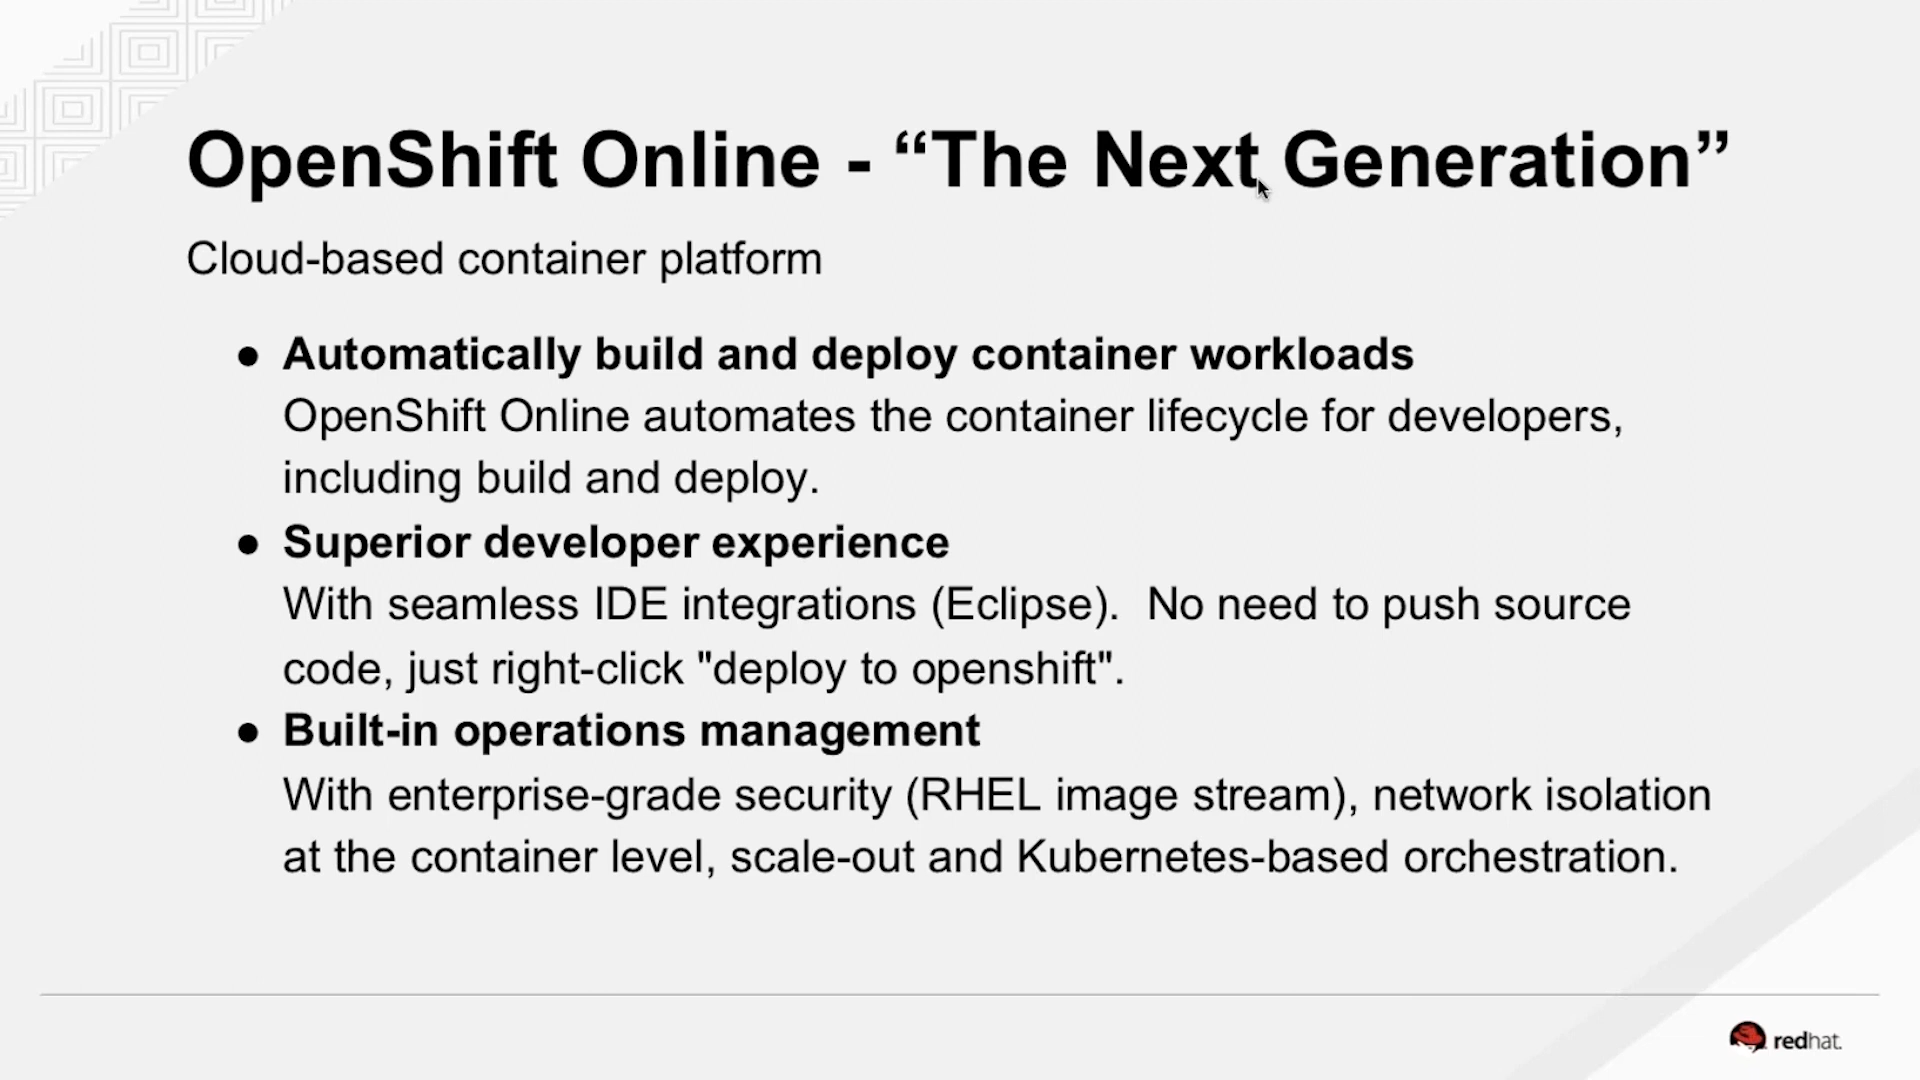 OpenShift Online - “The Next Generation”
Cloud-based container platform
● Automatically build and deploy container workloads
OpenShift Online automates the container lifecycle for developers,
including build and deploy.
● Superior developer experience
With seamless IDE integrations (Eclipse).  No need to push source
code, just right-click "deploy to openshift".
● Built-in operations management
With enterprise-grade security (RHEL image stream), network isolation
at the container level, scale-out and Kubernetes-based orchestration.
redhat.